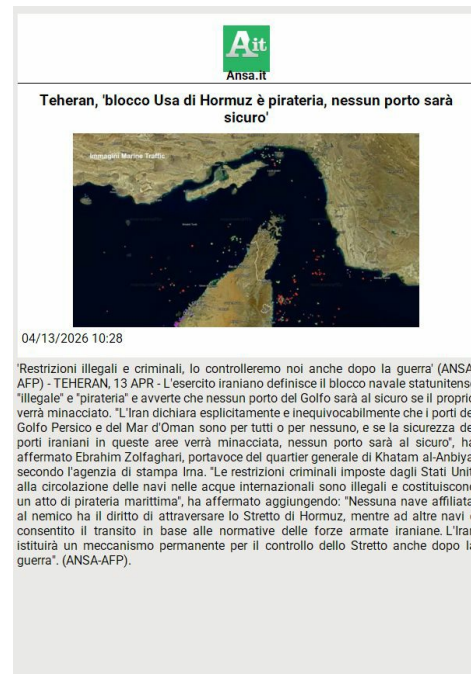 Ait
Ansa.it
Teheran, 'blocco Usa di Hormuz è pirateria, nessun porto sarà
sicuro'
Immagini Marine Traffic
04/13/2026 10:28
'Restrizioni illegali e criminali, lo controlleremo noi anche dopo la guerra' (ANSA
AFP) - TEHERAN, 13 APR - L'esercito iraniano definisce il blocco navale statunitense
"illegale" e "pirateria" e avverte che nessun porto del Golfo sarà al sicuro se il proprio
verrà minacciato. "L'Iran dichiara esplicitamente e inequivocabilmente che i porti del
Golfo Persico e del Mar d'Oman sono per tutti o per nessuno, e se la sicurezza dei
porti iraniani in queste aree verrà minacciata, nessun porto sarà al sicuro", ha
affermato Ebrahim Zolfaghari, portavoce del quartier generale di Khatam al-Anbiya
secondo l'agenzia di stampa Irna. "Le restrizioni criminali imposte dagli Stati Unit
alla circolazione delle navi nelle acque internazionali sono illegali e costituiscono
un atto di pirateria marittima", ha affermato aggiungendo: "Nessuna nave affiliata
al nemico ha il diritto di attraversare lo Stretto di Hormuz, mentre ad altre navi
consentito il transito in base alle normative delle forze armate iraniane. L'Iran
istituirà un meccanismo permanente per il controllo dello Stretto anche dopo la
guerra". (ANSA-AFP).